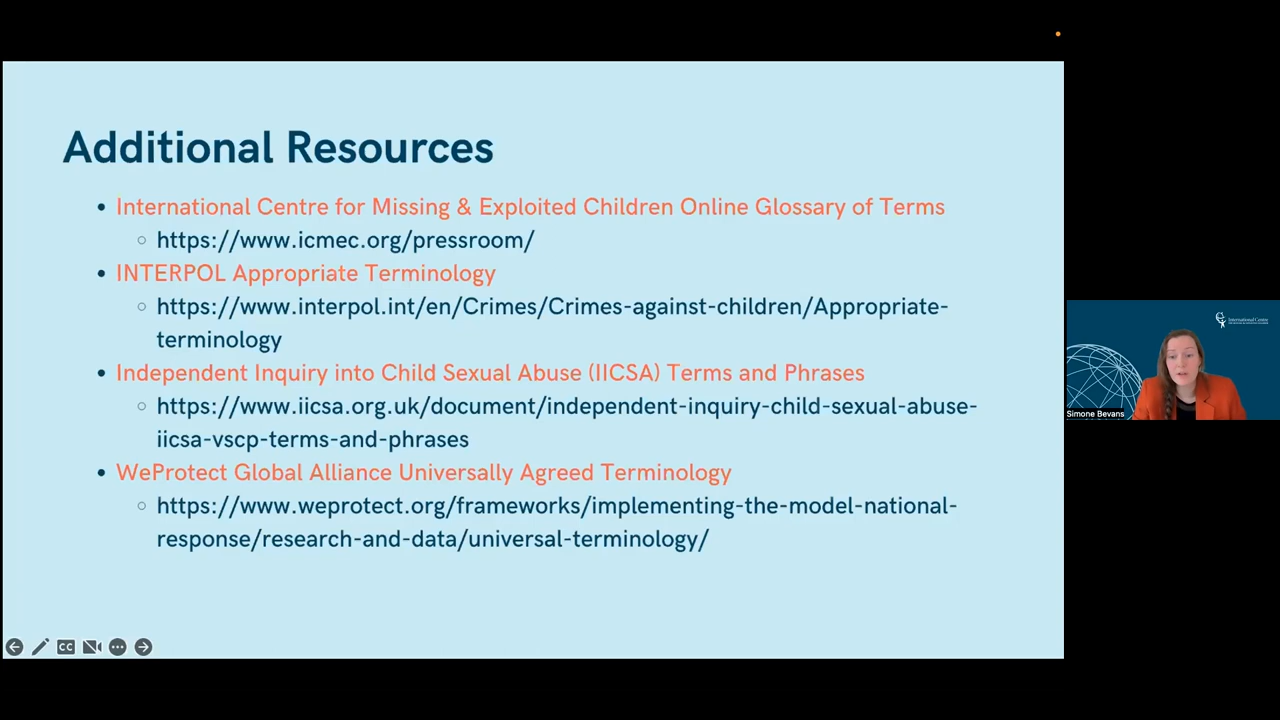 Additional Resources
• International Centre for Missing & Exploited Children Online Glossary of Terms
○ https://www.icmec.org/pressroom/
• INTERPOL Appropriate Terminology
○ https://www.interpol.int/en/Crimes/Crimes-against-children/Appropriate-
terminology
• Independent Inquiry into Child Sexual Abuse (IICSA) Terms and Phrases
○ https://www.iicsa.org.uk/document/independent-inquiry-child-sexual-abuse-
iicsa-vscp-terms-and-phrases
• WeProtect Global Alliance Universally Agreed Terminology
○ https://www.weprotect.org/frameworks/implementing-the-model-national-
response/research-and-data/universal-terminology/
CC
International Centre
Simone Bevans